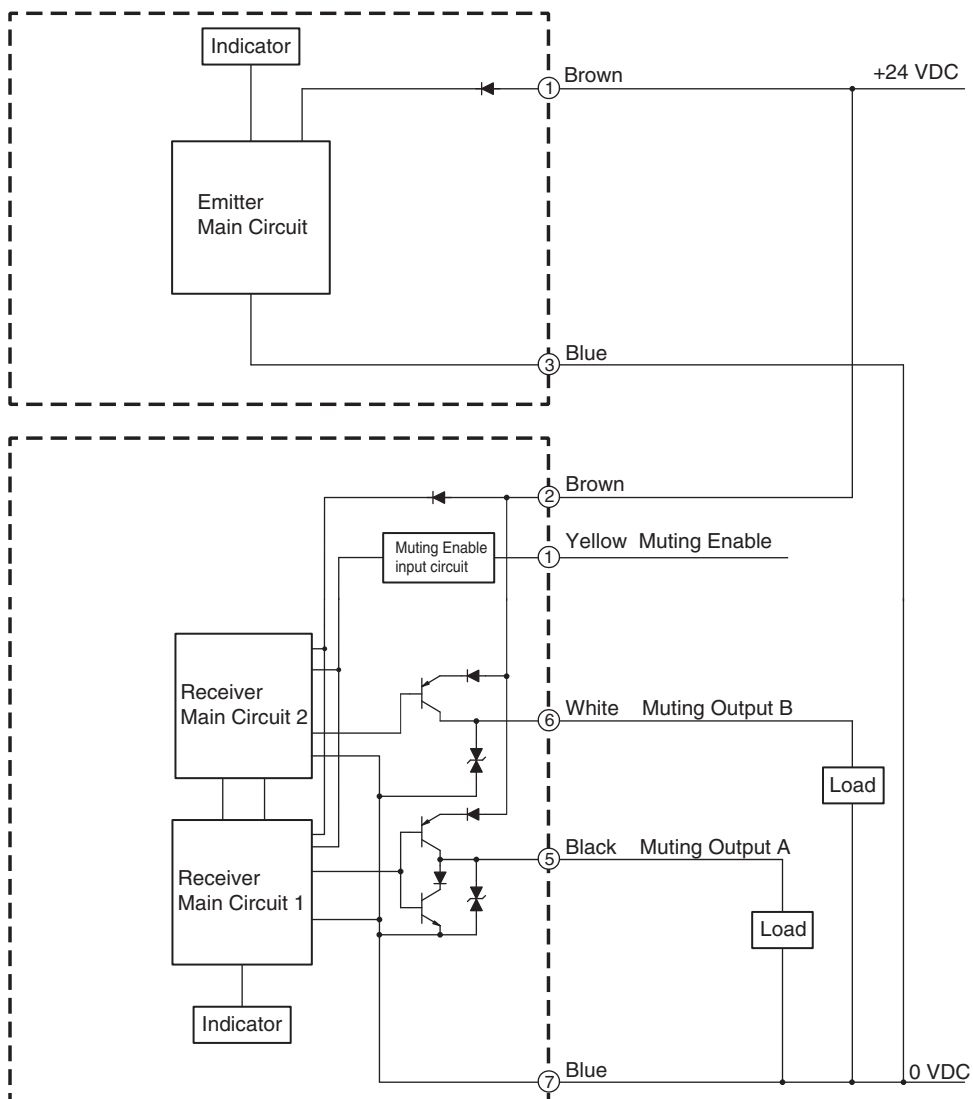 Indicator
1 Brown
+24 VDC
Emitter
Main Circuit
3 Blue
2 Brown
Muting Enable
input circuit
1 Yellow Muting Enable
Receiver
Main Circuit 2
6 White Muting Output B
Load
5 Black Muting Output A
Receiver
Main Circuit 1
Load
Indicator
7 Blue
0 VDC